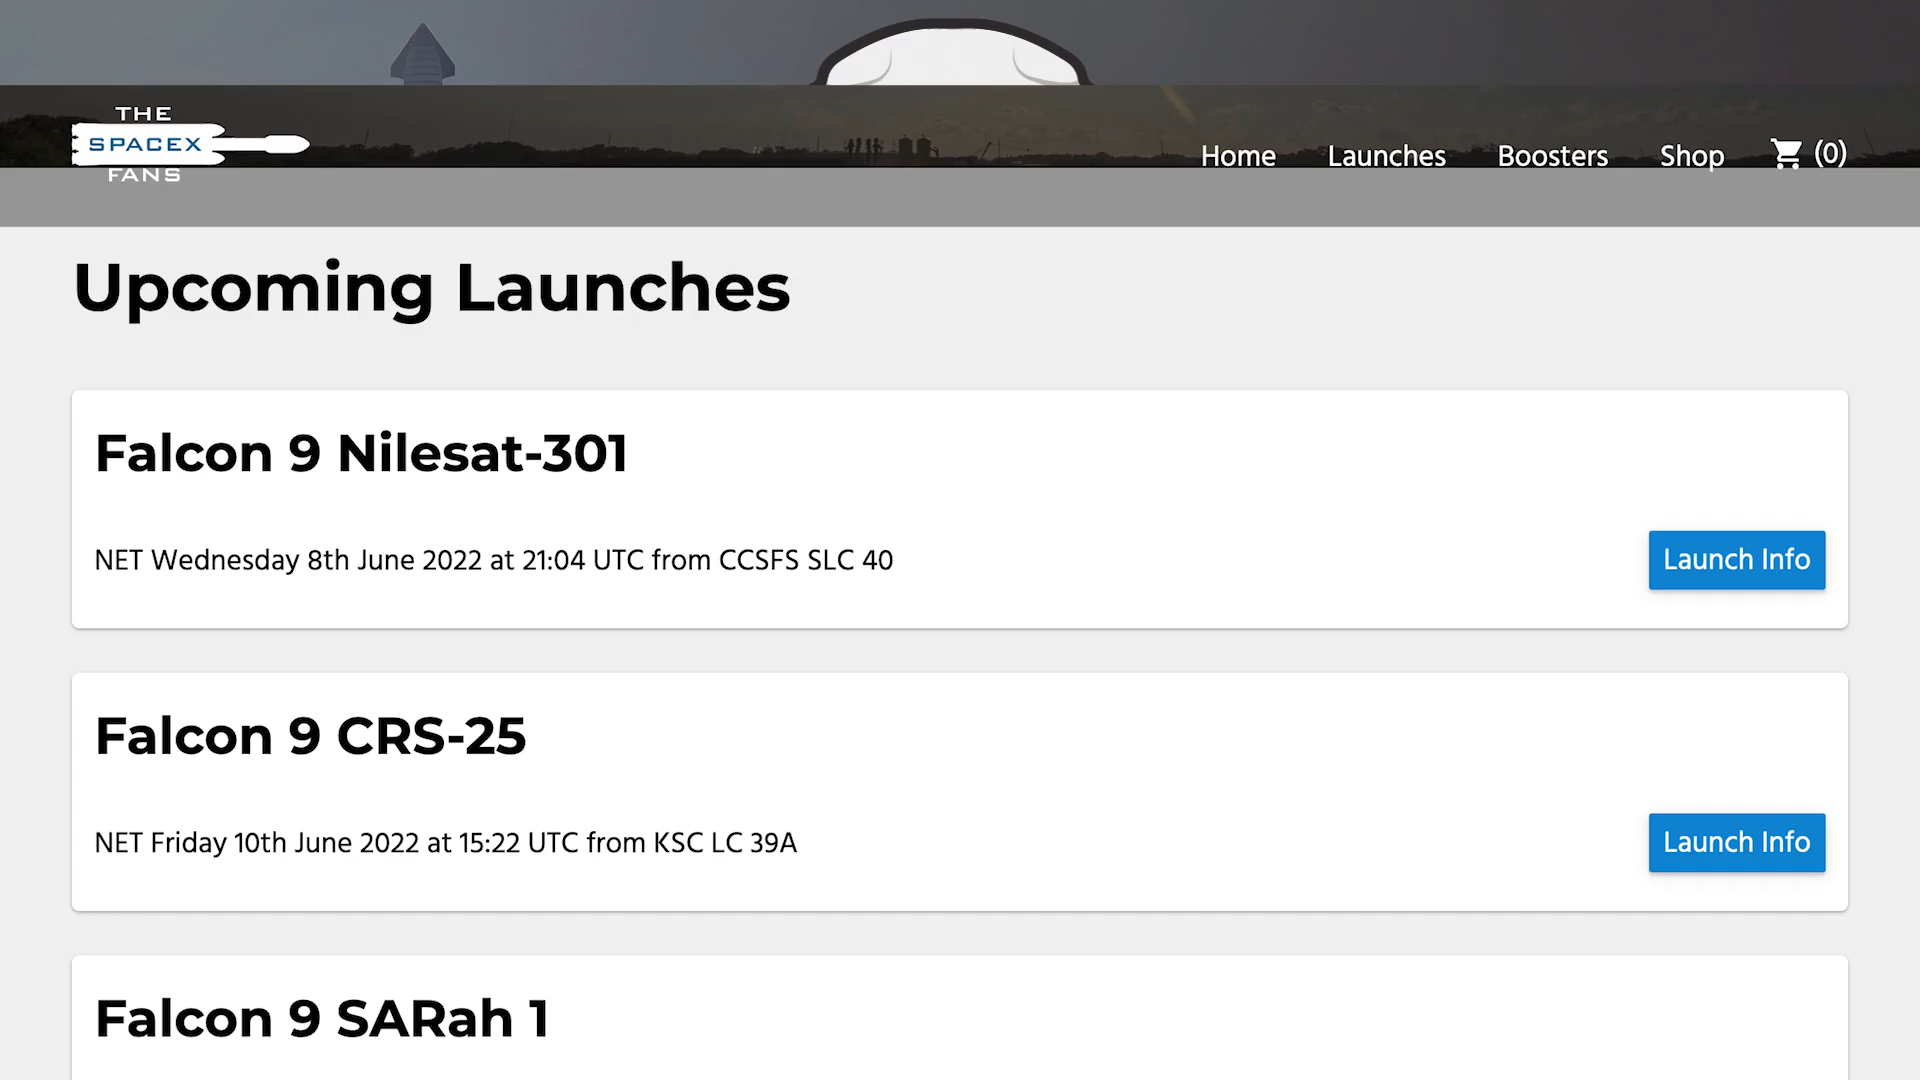 THE
SPACEX
FANS
Home Launches Boosters Shop (0)
Upcoming Launches
Falcon 9 Nilesat-301
NET Wednesday 8th June 2022 at 21:04 UTC from CCSFS SLC 40
Launch Info
Falcon 9 CRS-25
NET Friday 10th June 2022 at 15:22 UTC from KSC LC 39A
Launch Info
Falcon 9 SARah 1